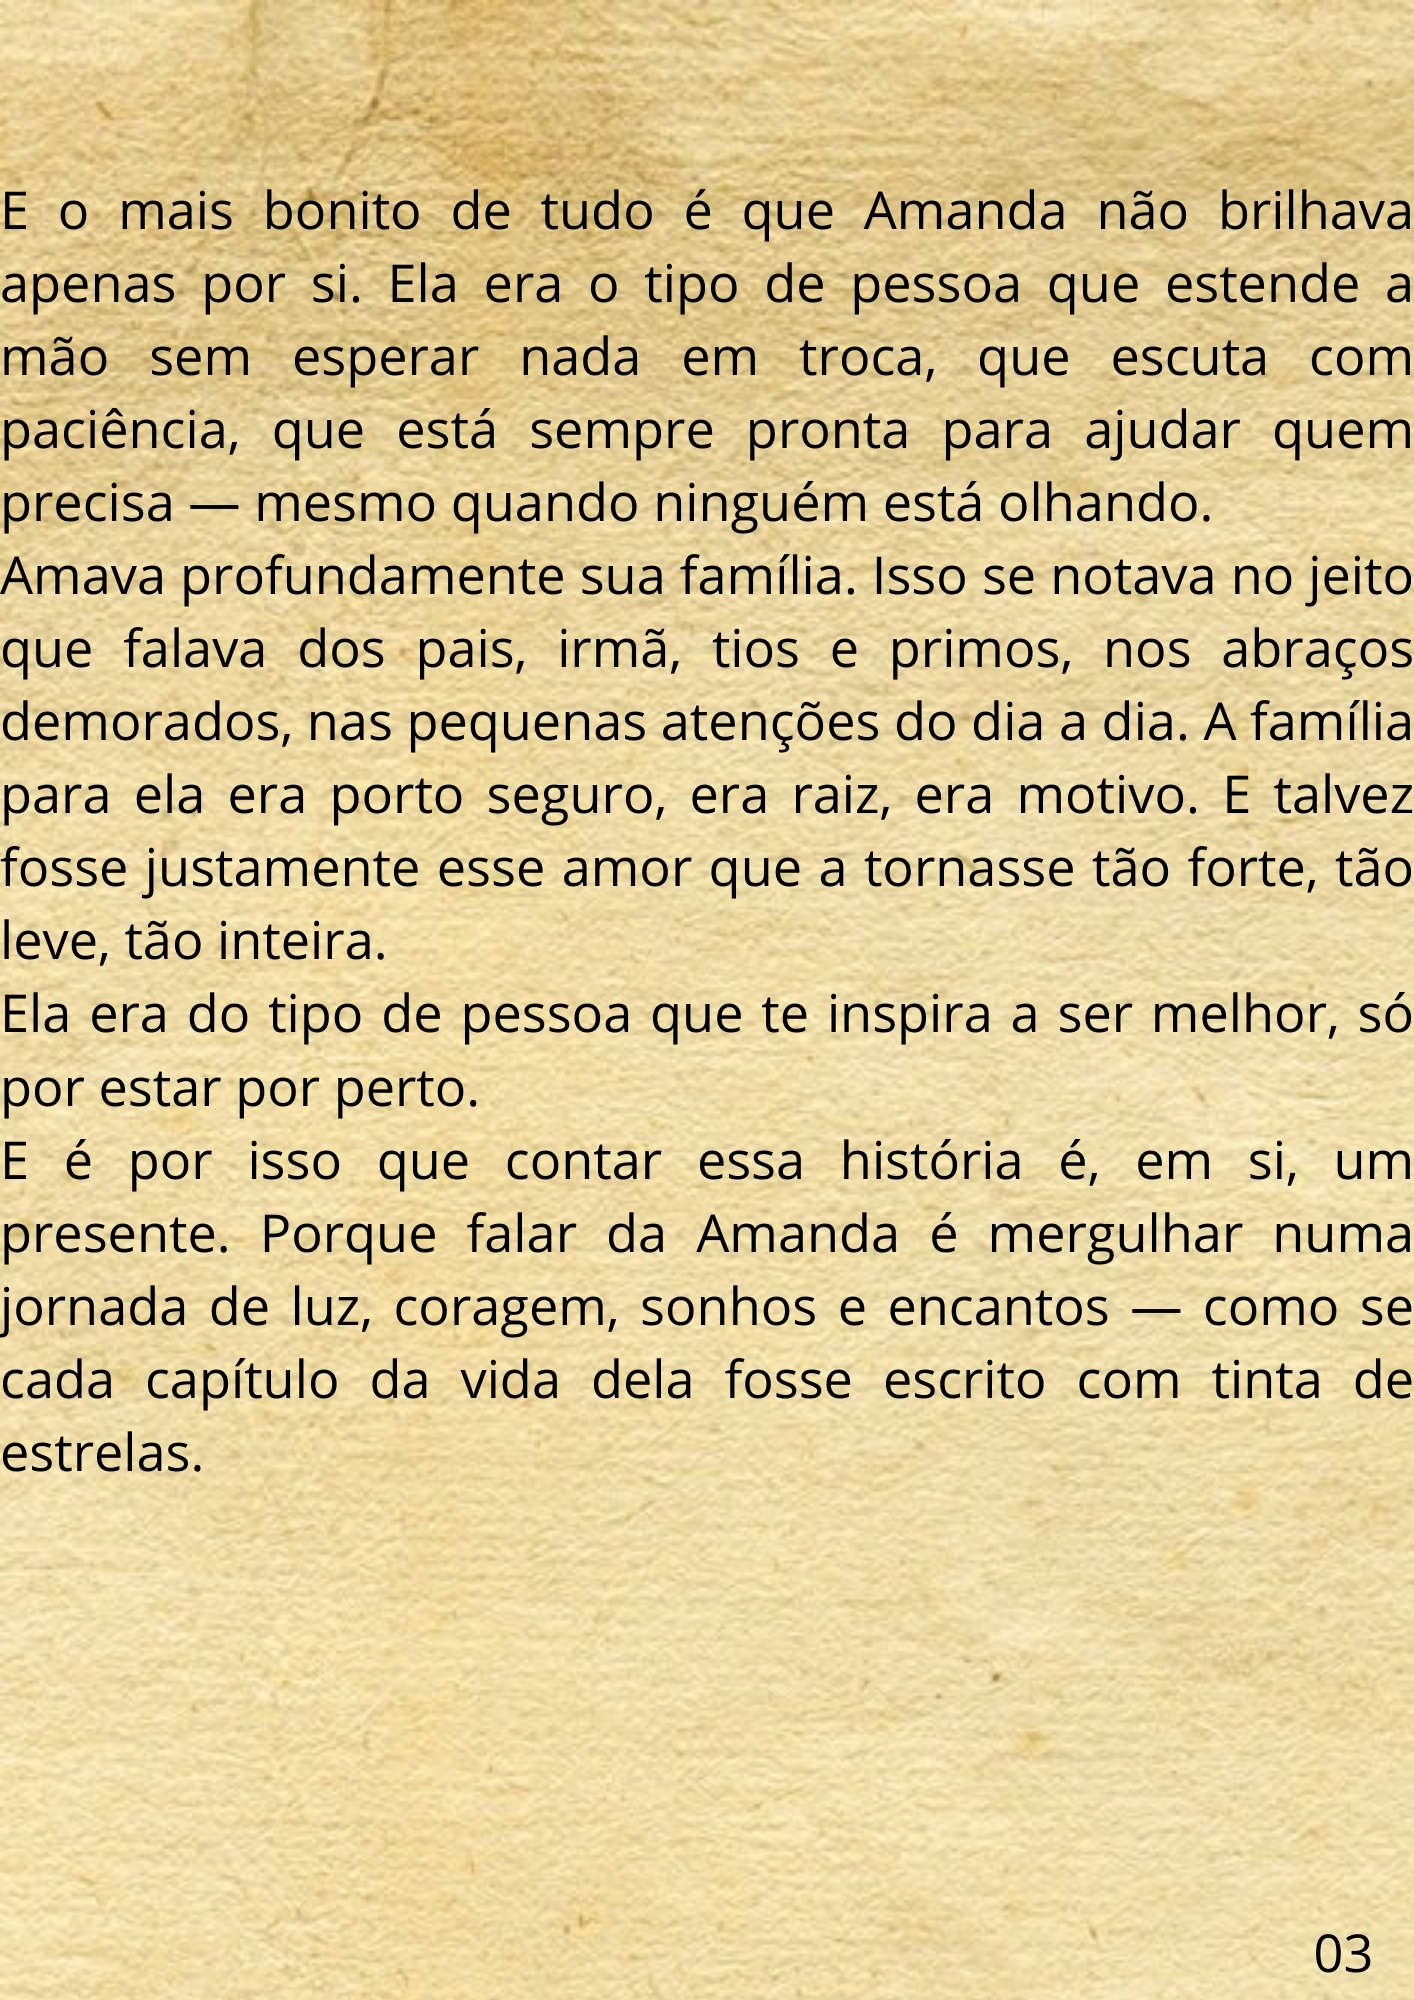 E o mais bonito de tudo é que Amanda não brilhava
apenas por si. Ela era o tipo de pessoa que estende a
mão sem esperar nada em troca, que escuta com
paciência, que está sempre pronta para ajudar quem
precisa — mesmo quando ninguém está olhando.
Amava profundamente sua família. Isso se notava no jeito
que falava dos pais, irmã, tios e primos, nos abraços
demorados, nas pequenas atenções do dia a dia. A família
para ela era porto seguro, era raiz, era motivo. E talvez
fosse justamente esse amor que a tornasse tão forte, tão
leve, tão inteira.
Ela era do tipo de pessoa que te inspira a ser melhor, só
por estar por perto.
E é por isso que contar essa história é, em si, um
presente. Porque falar da Amanda é mergulhar numa
jornada de luz, coragem, sonhos e encantos — como se
cada capítulo da vida dela fosse escrito com tinta de
estrelas.
03